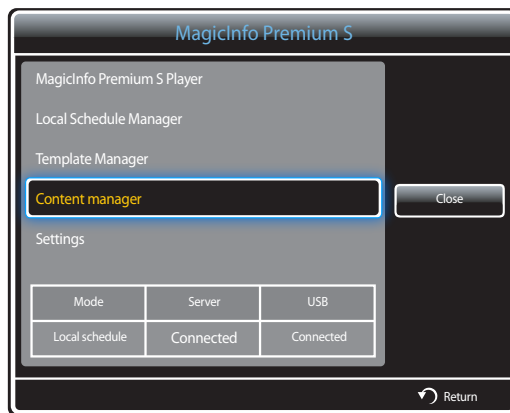 MagicInfo Premium S
MagicInfo Premium S Player
Local Schedule Manager
Template Manager
Content manager
Close
Settings
Mode Server USB
Local schedule Connected Connected
Return